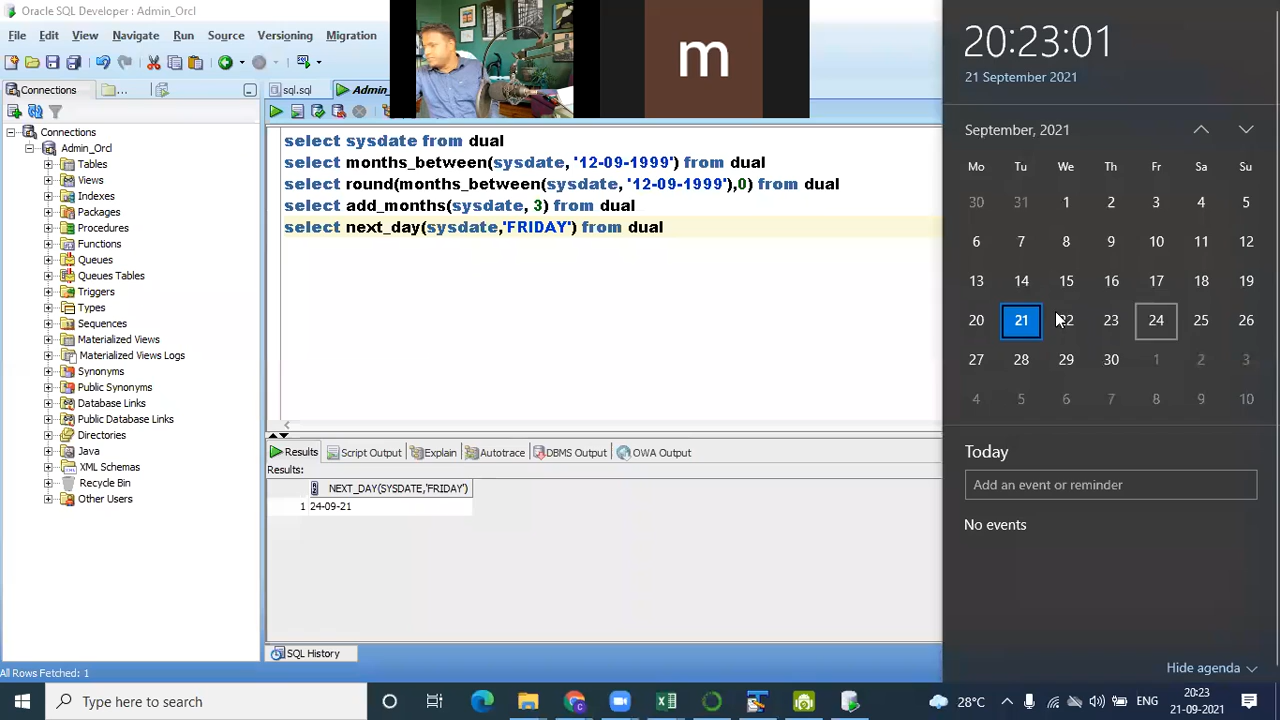 Oracle SQL Developer : Admin_Orcl
File Edit View Navigate Run Source Versioning Migration
Connections
...
sql.sql
Admin_
m
Connections
Admin_Orcl
Tables
Views
Indexes
Packages
Procedures
Functions
Queues
Queues Tables
Triggers
Types
Sequences
Materialized Views
Materialized Views Logs
Synonyms
Public Synonyms
Database Links
Public Database Links
Directories
Java
XML Schemas
Recycle Bin
Other Users
All Rows Fetched: 1
select sysdate from dual
select months_between(sysdate, '12-09-1999') from dual
select round(months_between(sysdate, '12-09-1999'),0) from dual
select add_months(sysdate, 3) from dual
select next_day(sysdate,'FRIDAY') from dual
Results Script Output Explain Autotrace DBMS Output OWA Output
Results:
NEXT_DAY(SYSDATE,'FRIDAY')
1 24-09-21
SQL History
20:23:01
21 September 2021
September, 2021
Mo Tu We Th Fr Sa Su
30 31 1 2 3 4 5
6 7 8 9 10 11 12
13 14 15 16 17 18 19
20 21 22 23 24 25 26
27 28 29 30 1 2 3
4 5 6 7 8 9 10
Today
Add an event or reminder
No events
Hide agenda
Type here to search
28°C
ENG
20:23
21-09-2021